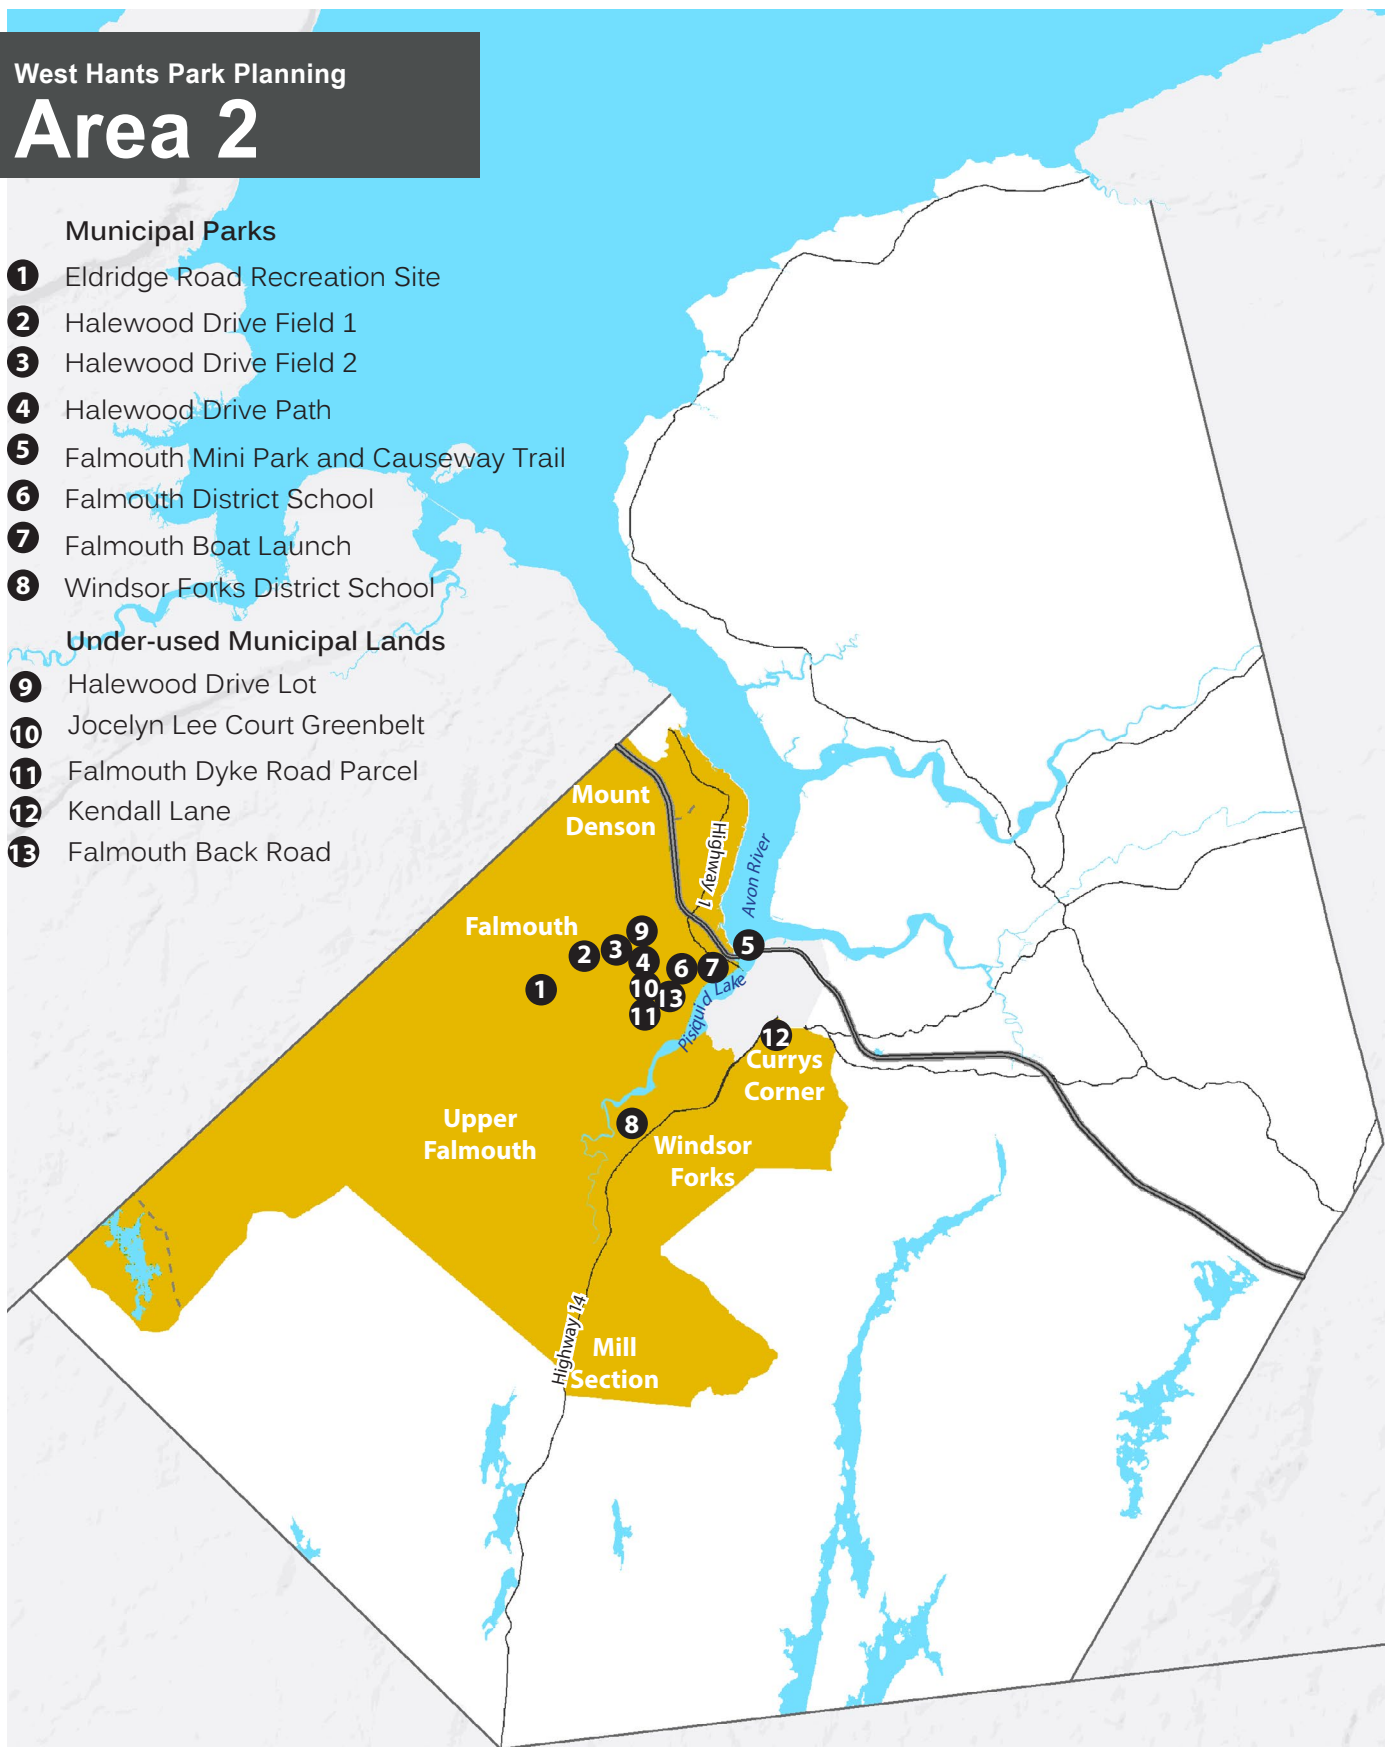 West Hants Park Planning
Area 2
Municipal Parks
1 Eldridge Road Recreation Site
2 Halewood Drive Field 1
3 Halewood Drive Field 2
4 Halewood Drive Path
5 Falmouth Mini Park and Causeway Trail
6 Falmouth District School
7 Falmouth Boat Launch
8 Windsor Forks District School
Under-used Municipal Lands
9 Halewood Drive Lot
10 Jocelyn Lee Court Greenbelt
11 Falmouth Dyke Road Parcel
12 Kendall Lane
13 Falmouth Back Road
Mount
Denson
Highway 1
Avon River
Falmouth
9
5
2
3
4
6
7
1
10
13
11
Pisiquid Lake
12
Currys
Corner
Upper
Falmouth
8
Windsor
Forks
Highway 14
Mill
Section